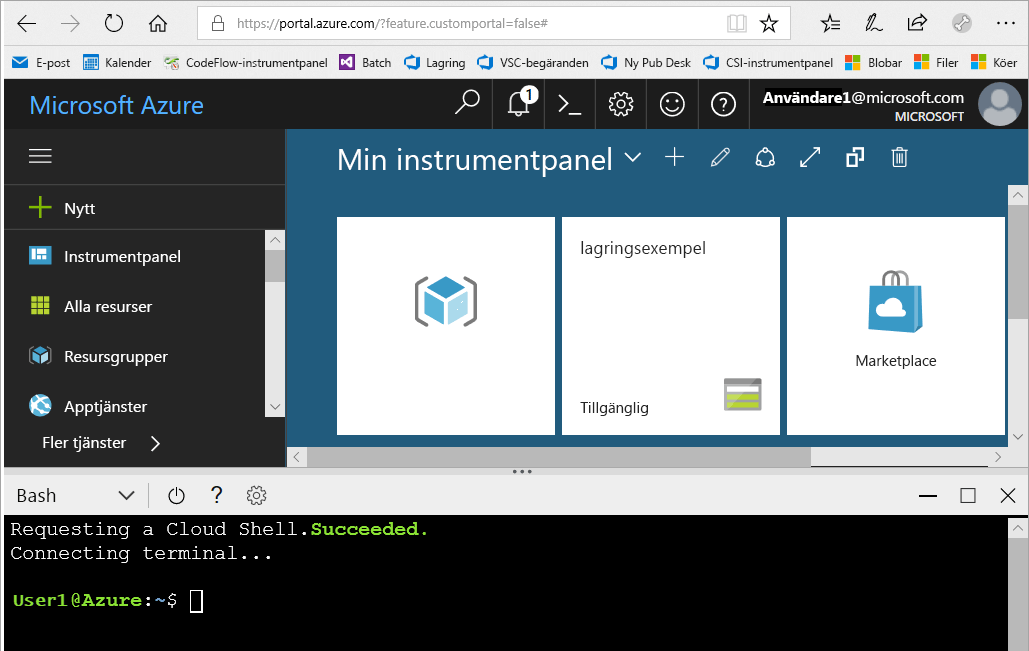 https://portal.azure.com/?feature.customportal=false#
E-post Kalender CodeFlow-instrumentpanel Batch Lagring VSC-begäranden Ny Pub Desk CSI-instrumentpanel Blobar Filer Köer
Microsoft Azure 1 Användare1@microsoft.com
MICROSOFT
Min instrumentpanel
Nytt
Instrumentpanel
Alla resurser
Resursgrupper
Apptjänster
Fler tjänster
lagringsexempel
Tillgänglig
Marketplace
Bash ?
Requesting a Cloud Shell.Succeeded.
Connecting terminal...
User1@Azure:~$